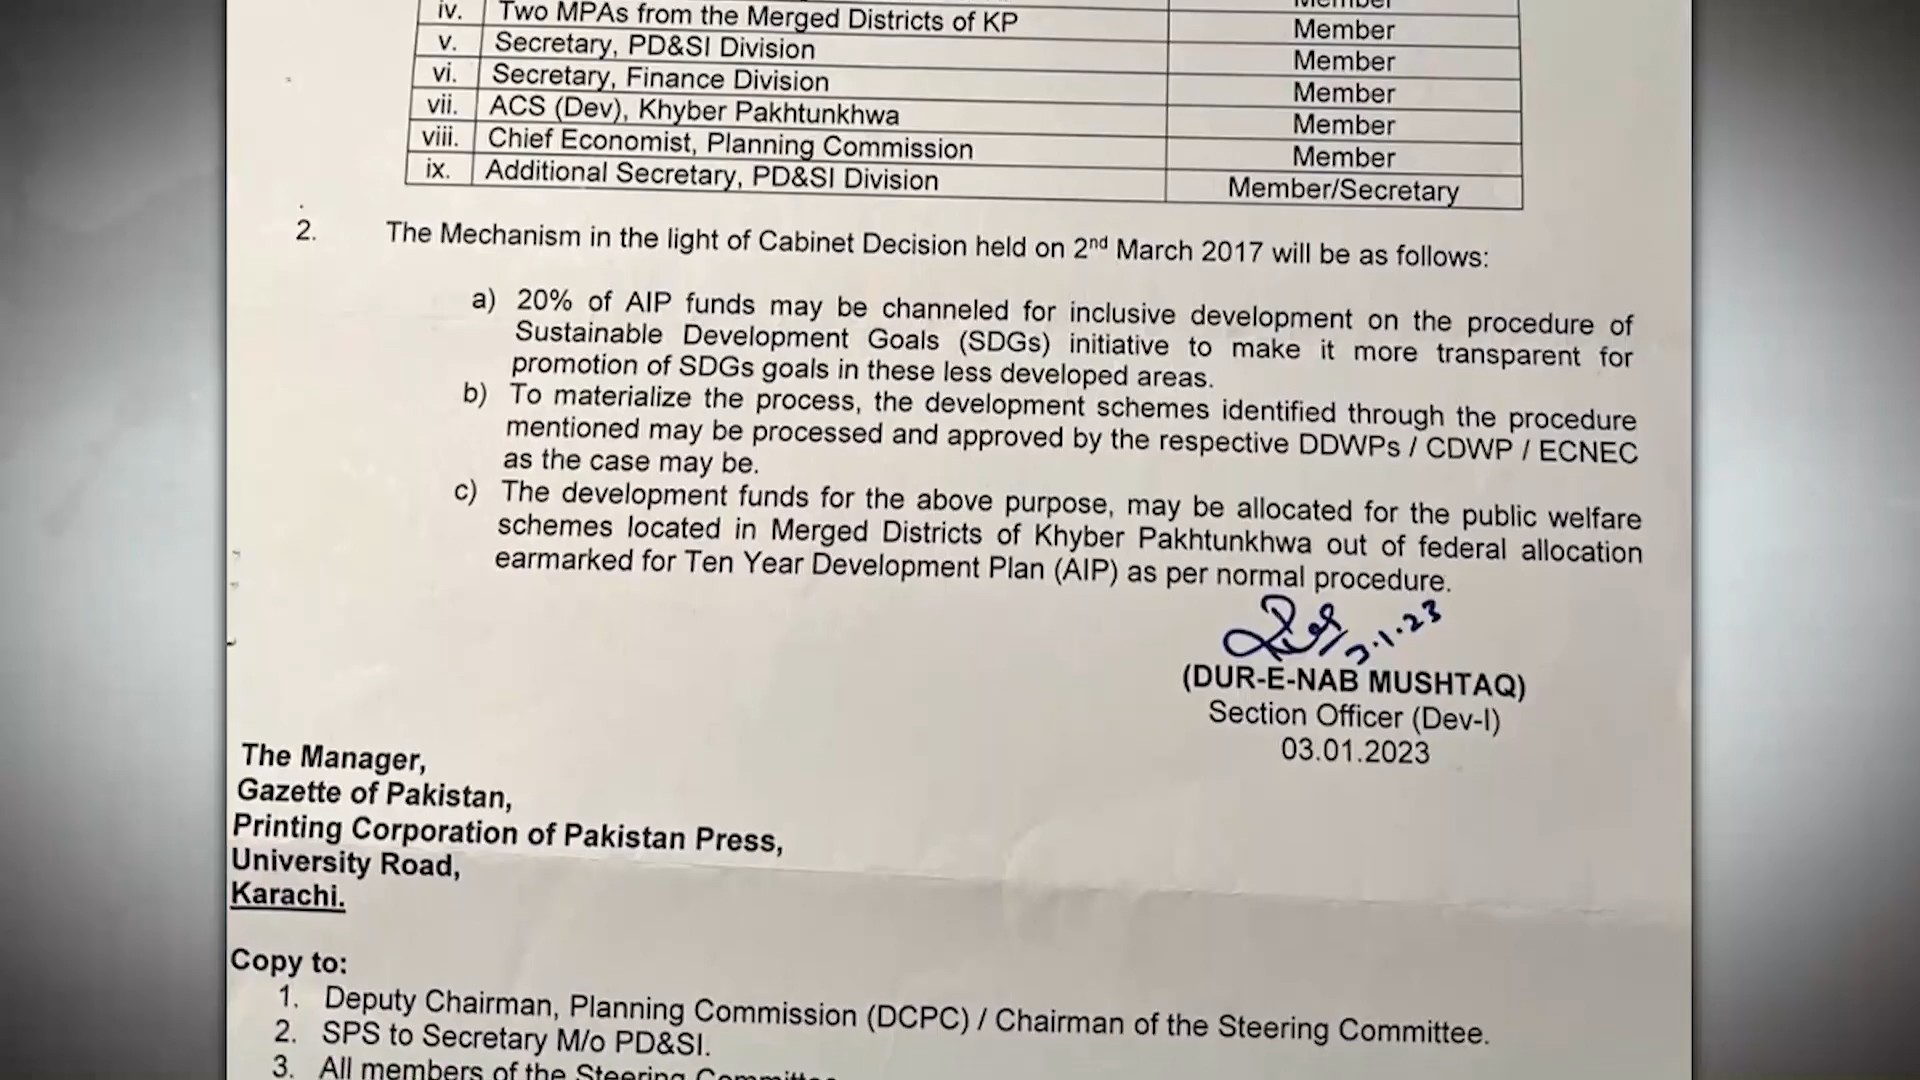 Member
iv. Two MPAs from the Merged Districts of KP Member
v. Secretary, PD&SI Division Member
vi. Secretary, Finance Division Member
vii. ACS (Dev), Khyber Pakhtunkhwa Member
viii. Chief Economist, Planning Commission Member
ix. Additional Secretary, PD&SI Division Member/Secretary
2. The Mechanism in the light of Cabinet Decision held on 2nd March 2017 will be as follows:
a) 20% of AIP funds may be channeled for inclusive development on the procedure of
Sustainable Development Goals (SDGs) initiative to make it more transparent for
promotion of SDGs goals in these less developed areas.
b) To materialize the process, the development schemes identified through the procedure
mentioned may be processed and approved by the respective DDWPs / CDWP / ECNEC
as the case may be.
c) The development funds for the above purpose, may be allocated for the public welfare
schemes located in Merged Districts of Khyber Pakhtunkhwa out of federal allocation
earmarked for Ten Year Development Plan (AIP) as per normal procedure.
3.1.23
(DUR-E-NAB MUSHTAQ)
Section Officer (Dev-I)
03.01.2023
The Manager,
Gazette of Pakistan,
Printing Corporation of Pakistan Press,
University Road,
Karachi.
Copy to:
1. Deputy Chairman, Planning Commission (DCPC) / Chairman of the Steering Committee.
2. SPS to Secretary M/o PD&SI.
3. All members of the Steering Committee